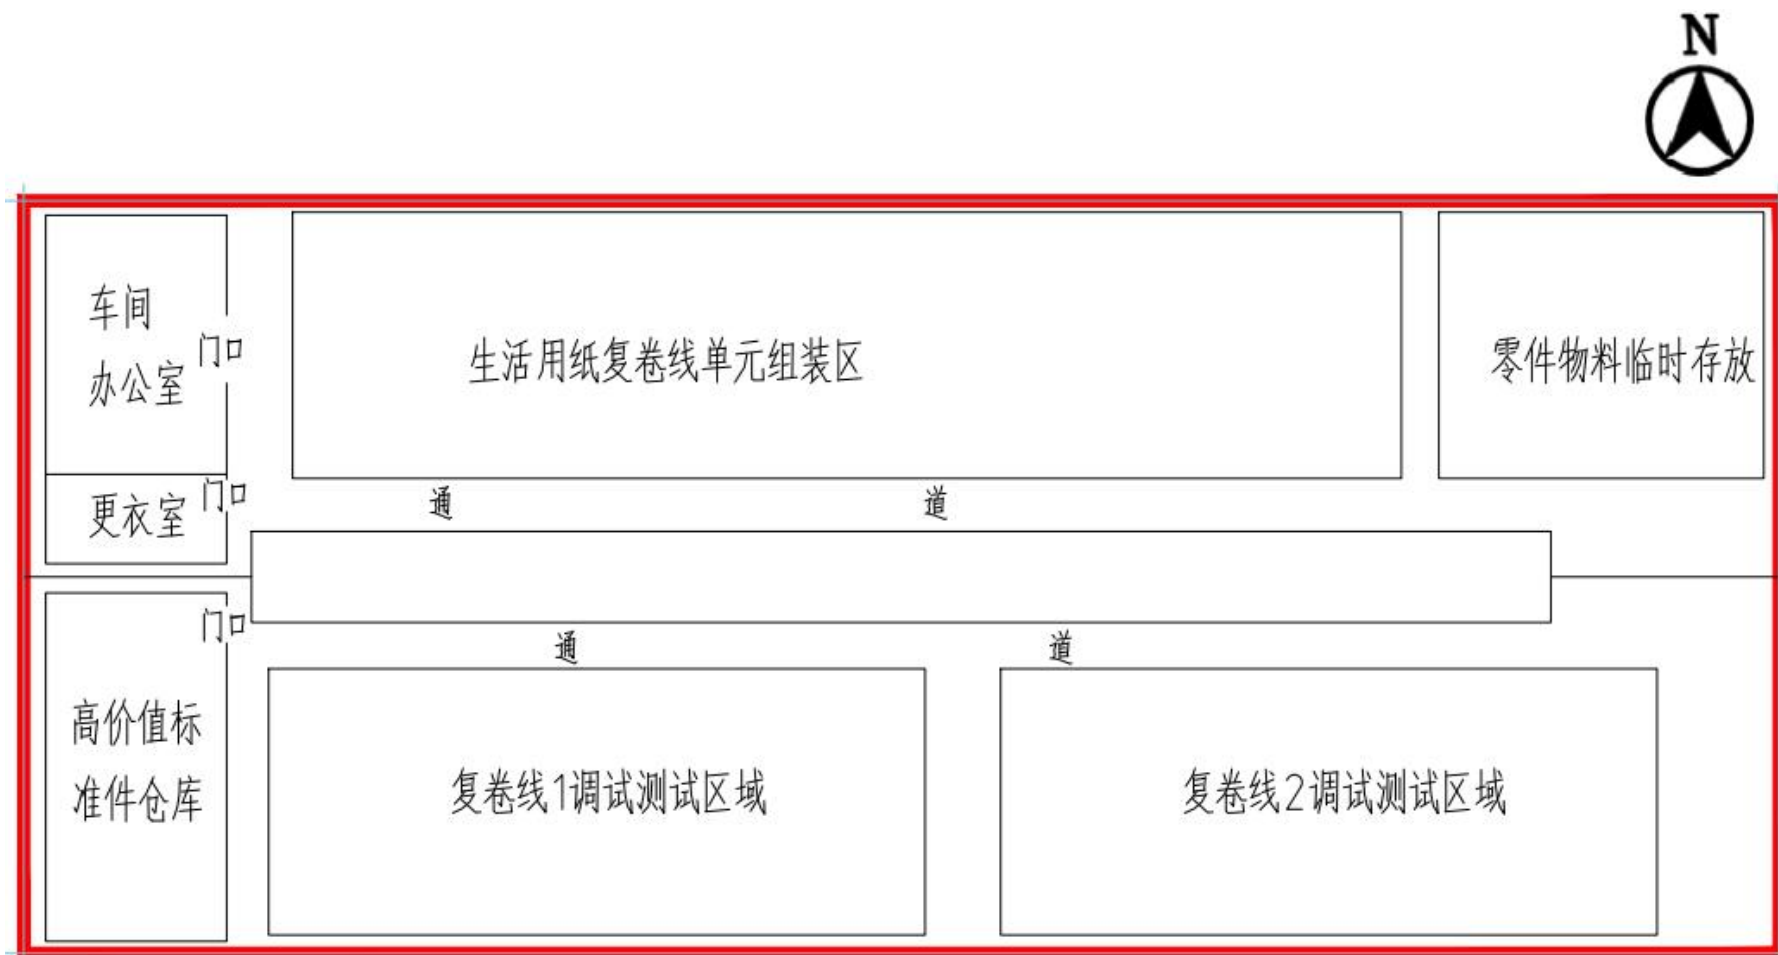 N
车间
办公室
门口
生活用纸复卷线单元组装区
零件物料临时存放
更衣室
门口
通 道
门口
通 道
高价值标
准件仓库
复卷线1调试测试区域
复卷线2调试测试区域